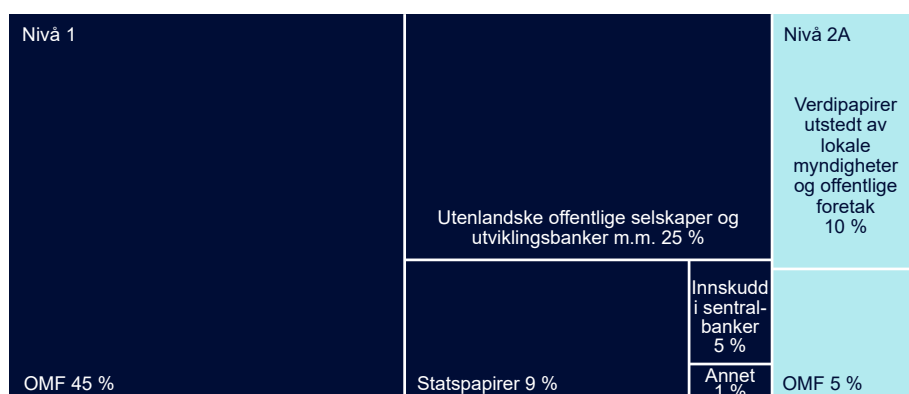 Nivå 1
OMF 45 %
Utenlandske offentlige selskaper og
utviklingsbanker m.m. 25 %
Statspapirer 9 %
Innskudd
i sentral-
banker
5 %
Annet
1 %
Nivå 2A
Verdipapirer
utstedt av
lokale
myndigheter
og offentlige
foretak
10 %
OMF 5 %